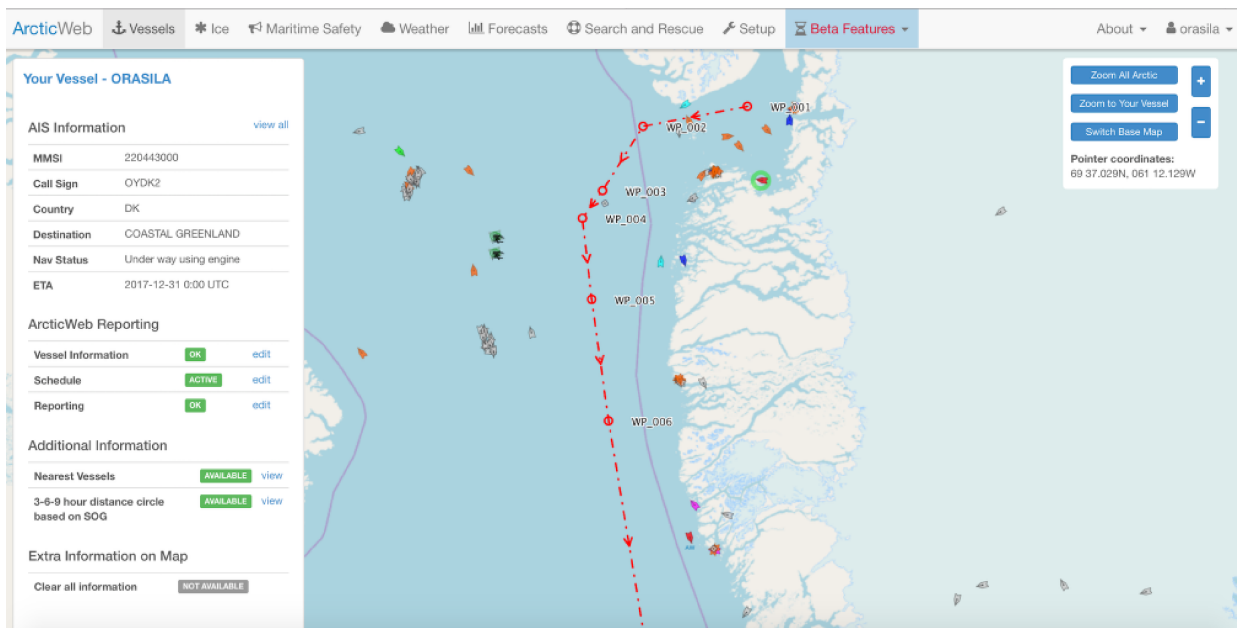 ArcticWeb Vessels Ice Maritime Safety Weather Forecasts Search and Rescue Setup Beta Features About orasila
Your Vessel - ORASILA
AIS Information view all
MMSI 220443000
Call Sign OYDK2
Country DK
Destination COASTAL GREENLAND
Nav Status Under way using engine
ETA 2017-12-31 0:00 UTC
ArcticWeb Reporting
Vessel Information OK edit
Schedule ACTIVE edit
Reporting OK edit
Additional Information
Nearest Vessels AVAILABLE view
3-6-9 hour distance circle AVAILABLE view
based on SOG
Extra Information on Map
Clear all information NOT AVAILABLE
WP_001
WP_002
WP_003
WP_004
WP_005
WP_006
Zoom All Arctic +
Zoom to Your Vessel
Switch Base Map −
Pointer coordinates:
69 37.029N, 061 12.129W